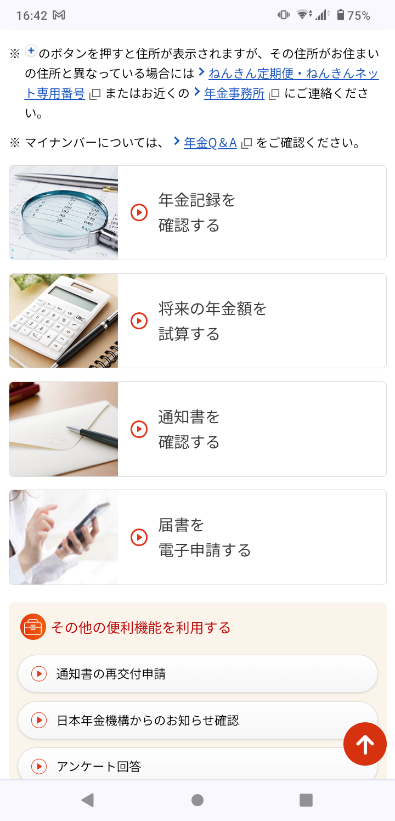 16:42 75%
※ + のボタンを押すと住所が表示されますが、その住所がお住まい
の住所と異なっている場合には ねんきん定期便・ねんきんネッ
ト専用番号 またはお近くの 年金事務所 にご連絡くださ
い。
※ マイナンバーについては、 年金Q&A をご確認ください。
年金記録を
確認する
将来の年金額を
試算する
通知書を
確認する
届書を
電子申請する
その他の便利機能を利用する
通知書の再交付申請
日本年金機構からのお知らせ確認
アンケート回答